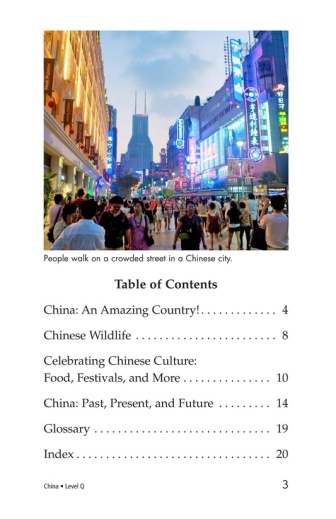 People walk on a crowded street in a Chinese city.
Table of Contents
China: An Amazing Country!............. 4
Chinese Wildlife ........................ 8
Celebrating Chinese Culture:
Food, Festivals, and More ............... 10
China: Past, Present, and Future ......... 14
Glossary .............................. 19
Index................................. 20
China • Level Q
3